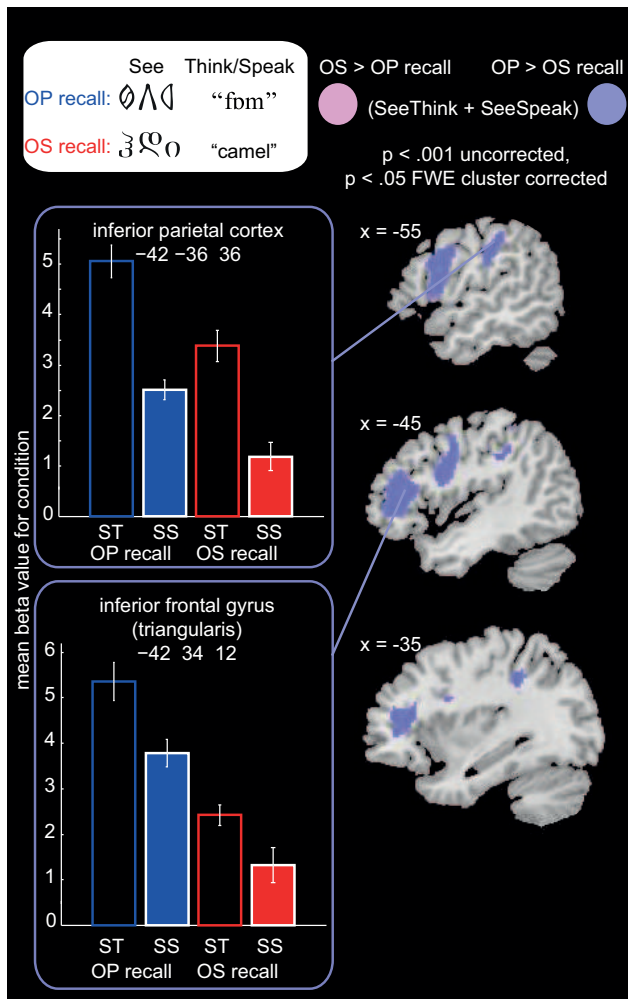 See Think/Speak
OP recall: “fɒm”
OS recall: “camel”
OS > OP recall OP > OS recall
(SeeThink + SeeSpeak)
p < .001 uncorrected,
p < .05 FWE cluster corrected
mean beta value for condition
inferior parietal cortex
−42 −36 36
5
4
3
2
1
0
ST SS ST SS
OP recall OS recall
inferior frontal gyrus
(triangularis)
−42 34 12
6
5
4
3
2
1
0
ST SS ST SS
OP recall OS recall
x = -55
x = -45
x = -35